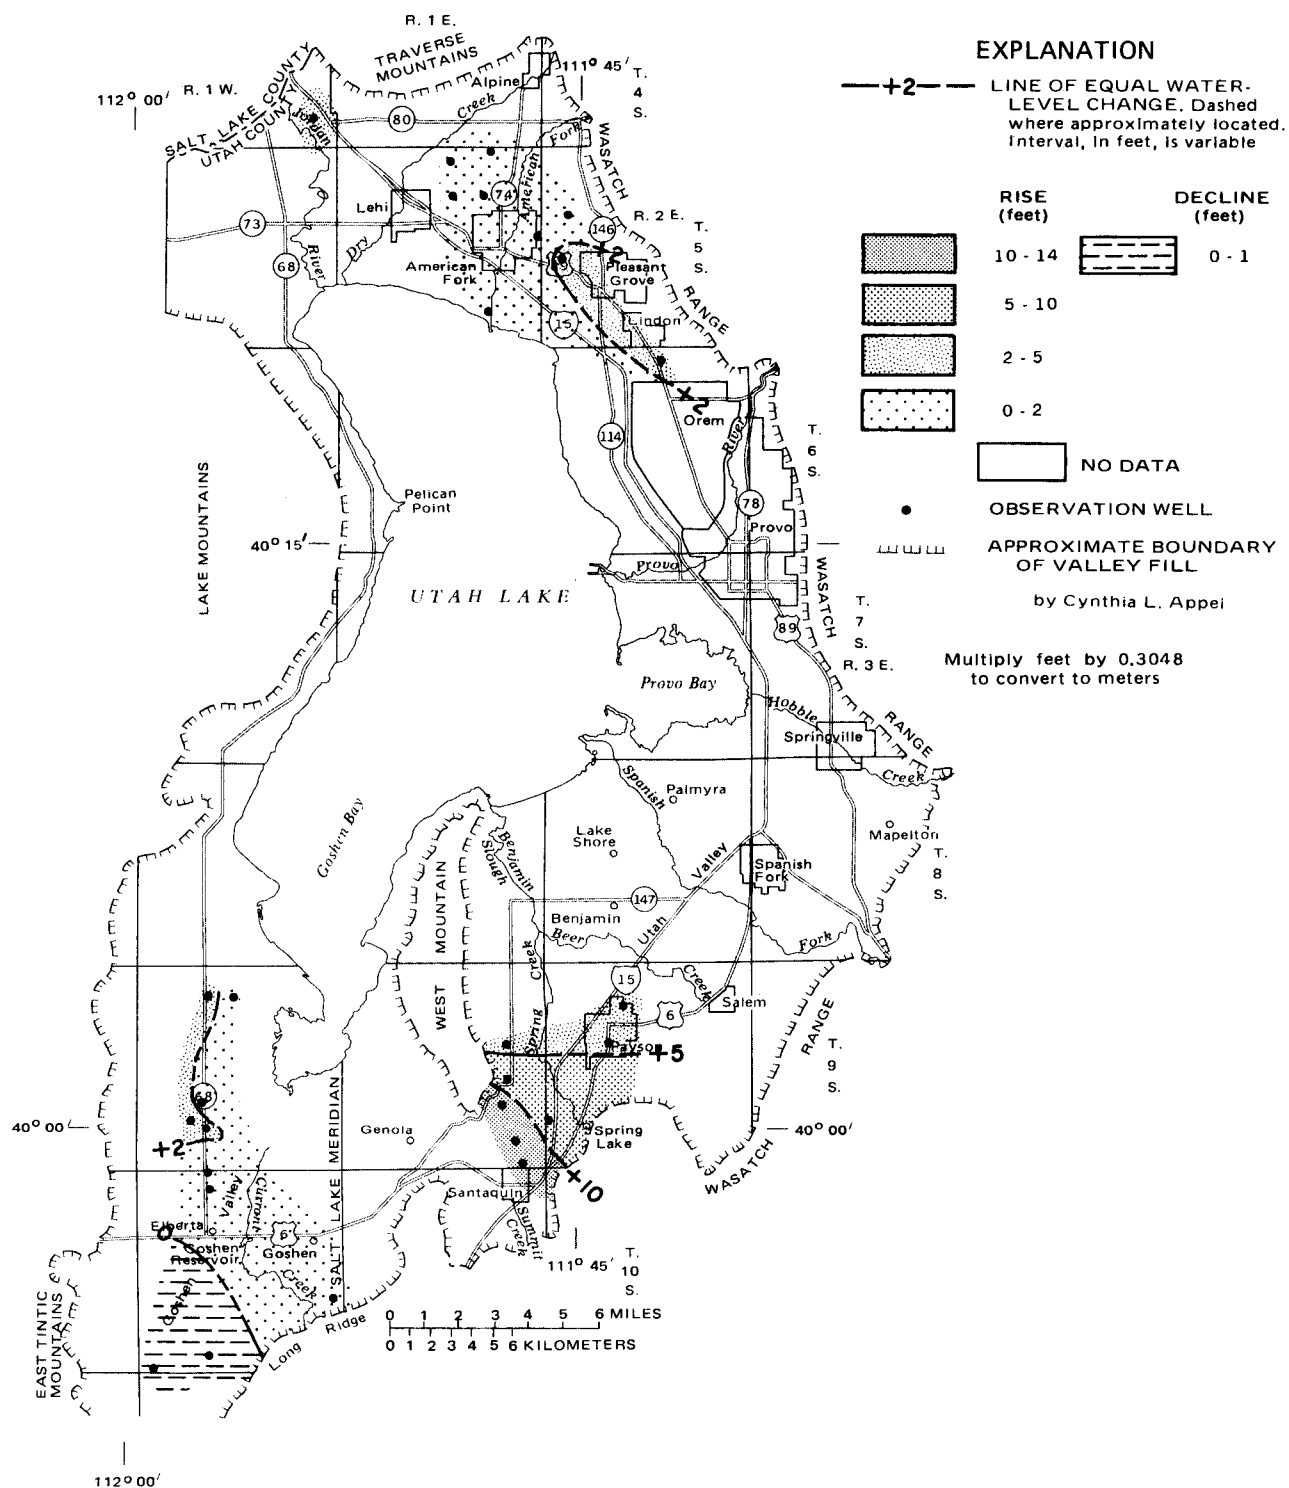 R. 1 E.
TRAVERSE
MOUNTAINS
111° 45′
T.
4
S.
112° 00′
R. 1 W.
SALT LAKE COUNTY
UTAH COUNTY
Jordan
River
Alpine
Creek
Dry
80
American
Fork
WASATCH
RANGE
74
Lehi
73
68
R. 2 E.
T.
5
S.
146
American
Fork
Pleasant
Grove
2
Lindon
15
+2
Orem
River
114
T.
6
S.
78
Provo
Pelican
Point
LAKE MOUNTAINS
40° 15′
Provo
UTAH LAKE
WASATCH
RANGE
T.
7
S.
89
R. 3 E.
Provo Bay
Hobble
Creek
Springville
Spanish
Palmyra
Lake
Shore
Mapelton
T.
8
S.
Goshen Bay
Benjamin
Slough
WEST MOUNTAIN
Valley
Utah
Spanish
Fork
147
Benjamin
Beer
Creek
Fork
Creek
15
Salem
6
Spring
WEST MOUNTAIN
Payson
+5
RANGE
WASATCH
T.
9
S.
68
40° 00′
+2
Genola
Spring
Lake
40° 00′
SALT LAKE MERIDIAN
Santaquin
+10
Summit
Creek
Valley
Currant
Creek
Elberta
0
Goshen
Reservoir
6
Goshen
Goshen
111° 45′
T.
10
S.
EAST TINTIC
MOUNTAINS
Long
Ridge
0 1 2 3 4 5 6 MILES
0 1 2 3 4 5 6 KILOMETERS
112° 00′
EXPLANATION
+2 LINE OF EQUAL WATER-
LEVEL CHANGE. Dashed
where approximately located.
Interval, in feet, is variable
RISE
(feet)
DECLINE
(feet)
10 - 14
0 - 1
5 - 10
2 - 5
0 - 2
NO DATA
OBSERVATION WELL
APPROXIMATE BOUNDARY
OF VALLEY FILL
by Cynthia L. Appel
Multiply feet by 0.3048
to convert to meters